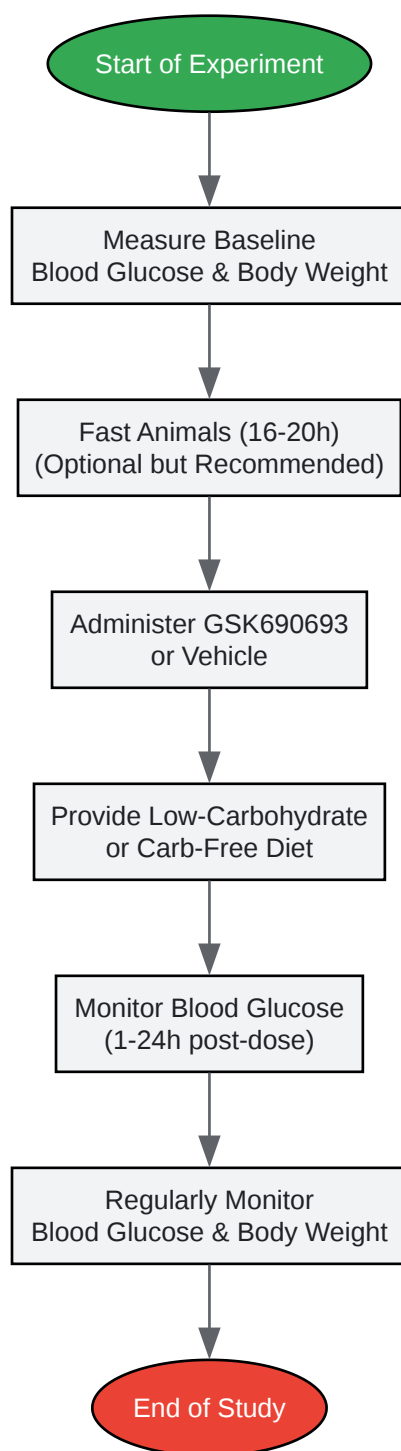 Start of Experiment
Measure Baseline
Blood Glucose & Body Weight
Fast Animals (16-20h)
(Optional but Recommended)
Administer GSK690693
or Vehicle
Provide Low-Carbohydrate
or Carb-Free Diet
Monitor Blood Glucose
(1-24h post-dose)
Regularly Monitor
Blood Glucose & Body Weight
End of Study